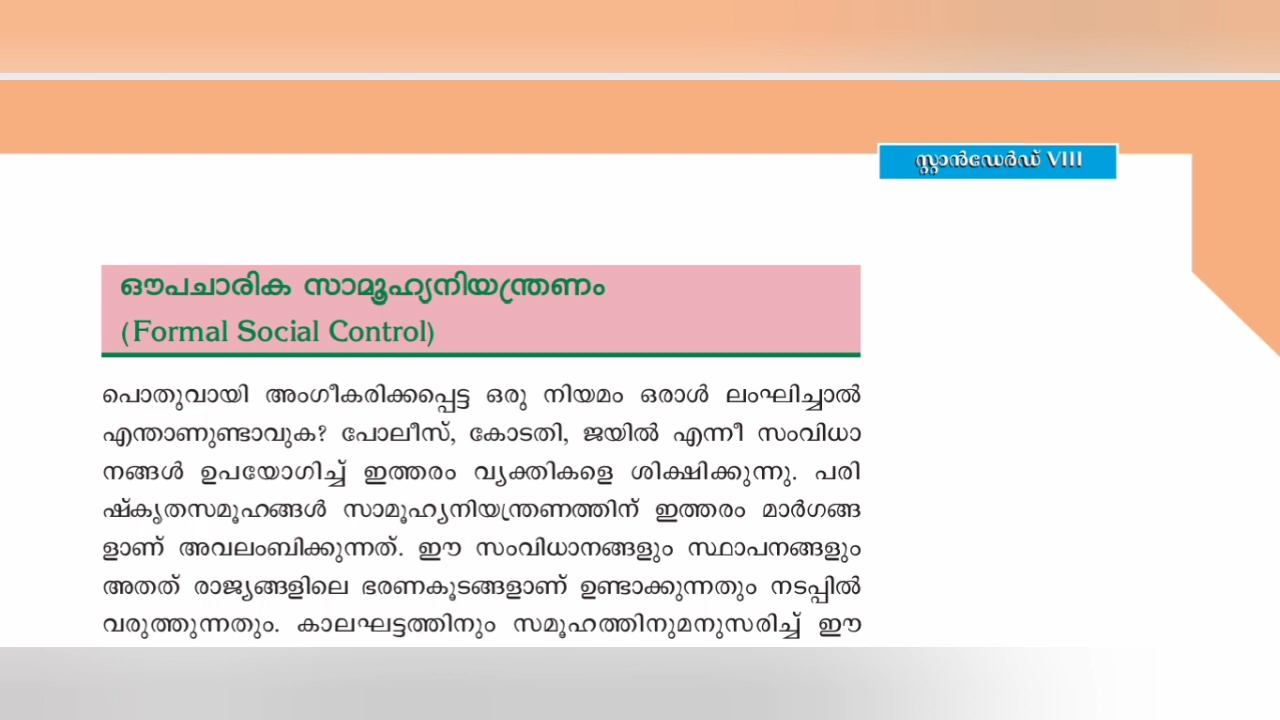 സ്റ്റാൻഡേർഡ് VIII
ഔപചാരിക സാമൂഹ്യനിയന്ത്രണം
(Formal Social Control)
പൊതുവായി അംഗീകരിക്കപ്പെട്ട ഒരു നിയമം ഒരാൾ ലംഘിച്ചാൽ
എന്താണുണ്ടാവുക? പോലീസ്, കോടതി, ജയിൽ എന്നീ സംവിധാ
നങ്ങൾ ഉപയോഗിച്ച് ഇത്തരം വ്യക്തികളെ ശിക്ഷിക്കുന്നു. പരി
ഷ്കൃതസമൂഹങ്ങൾ സാമൂഹ്യനിയന്ത്രണത്തിന് ഇത്തരം മാർഗങ്ങ
ളാണ് അവലംബിക്കുന്നത്. ഈ സംവിധാനങ്ങളും സ്ഥാപനങ്ങളും
അതത് രാജ്യങ്ങളിലെ ഭരണകൂടങ്ങളാണ് ഉണ്ടാക്കുന്നതും നടപ്പിൽ
വരുത്തുന്നതും. കാലഘട്ടത്തിനും സമൂഹത്തിനുമനുസരിച്ച് ഈ